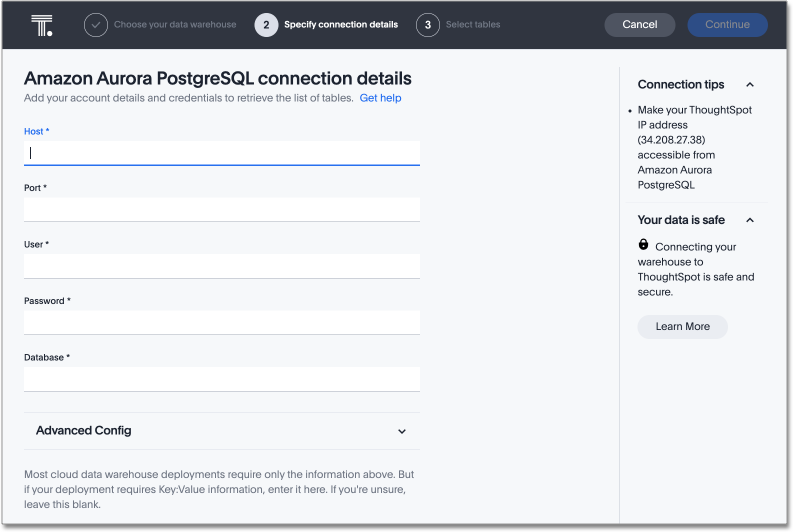 Choose your data warehouse
2 Specify connection details
3 Select tables
Cancel
Continue
Amazon Aurora PostgreSQL connection details
Add your account details and credentials to retrieve the list of tables. Get help
Host *
Port *
User *
Password *
Database *
Advanced Config
Most cloud data warehouse deployments require only the information above. But
if your deployment requires Key:Value information, enter it here. If you're unsure,
leave this blank.
Connection tips
• Make your ThoughtSpot
IP address
(34.208.27.38)
accessible from
Amazon Aurora
PostgreSQL
Your data is safe
Connecting your
warehouse to
ThoughtSpot is safe and
secure.
Learn More